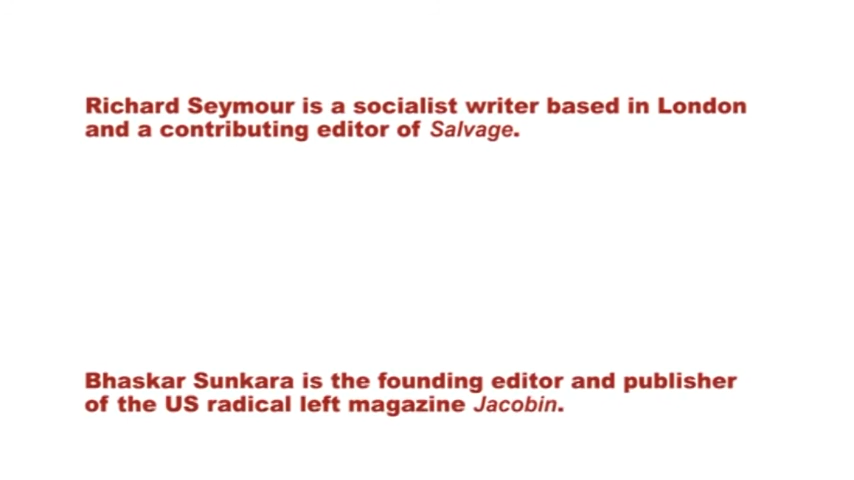 Richard Seymour is a socialist writer based in London
and a contributing editor of Salvage.
Bhaskar Sunkara is the founding editor and publisher
of the US radical left magazine Jacobin.